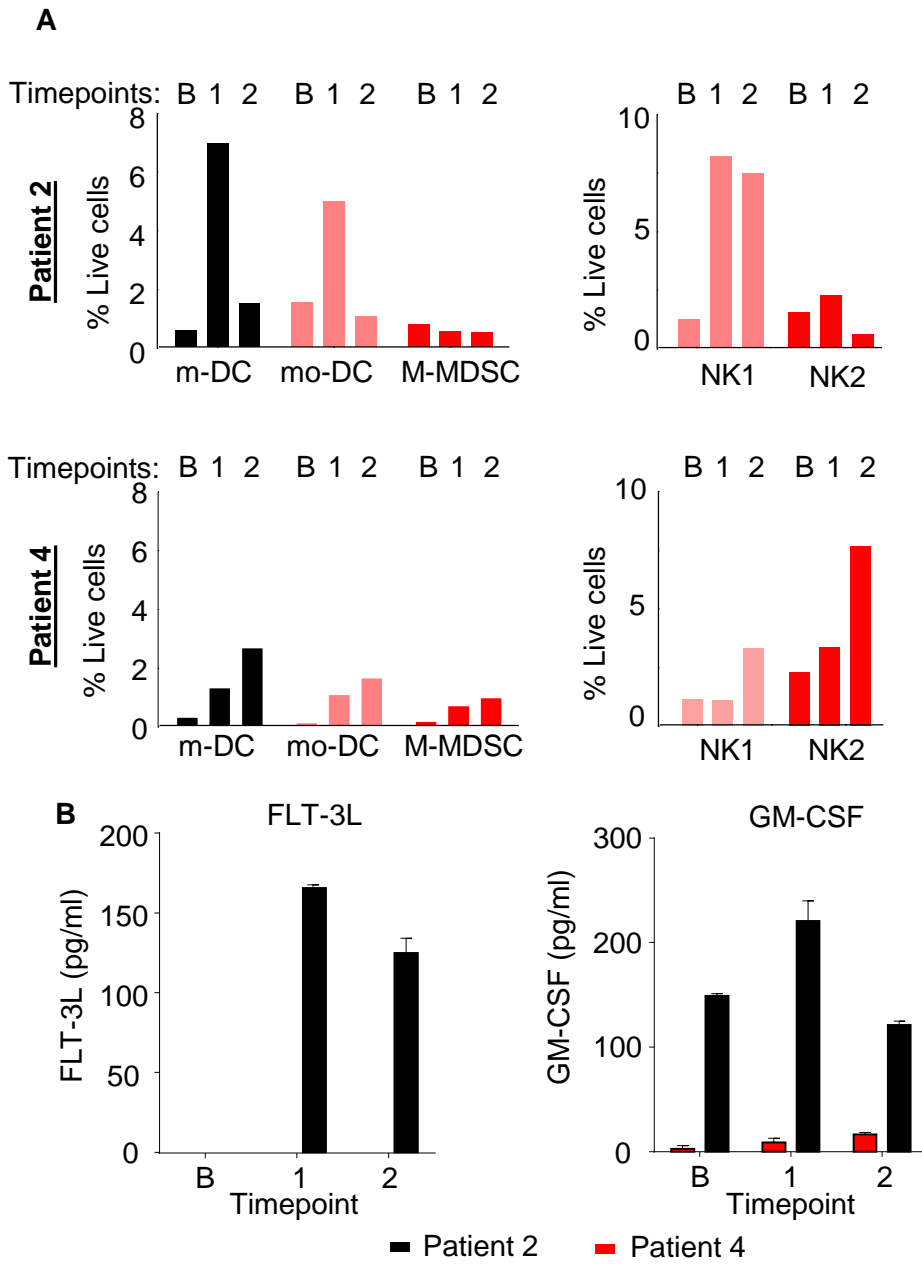 A
Timepoints: B 1 2 B 1 2 B 1 2 B 1 2 B 1 2
Patient 2
% Live cells
8
6
4
2
0
m-DC mo-DC M-MDSC
% Live cells
10
5
0
NK1 NK2
Timepoints: B 1 2 B 1 2 B 1 2 B 1 2 B 1 2
Patient 4
% Live cells
8
6
4
2
0
m-DC mo-DC M-MDSC
% Live cells
10
5
0
NK1 NK2
B
FLT-3L
FLT-3L (pg/ml)
200
150
100
50
0
B 1 2
Timepoint
GM-CSF
GM-CSF (pg/ml)
300
200
100
0
B 1 2
Timepoint
Patient 2 Patient 4